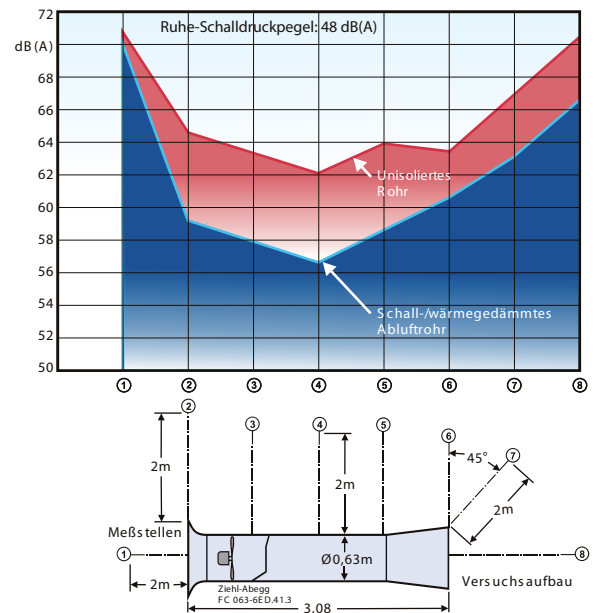 72
dB(A)
68
66
64
62
60
58
56
54
52
50
Ruhe-Schalldruckpegel: 48 dB(A)
Unisoliertes
Rohr
Schall-/wärmegedämmtes
Abluftrohr
1 2 3 4 5 6 7 8
2
3
4
5
6
7
45°
2m
2m
2m
Meßstellen
1
8
2m
Ø0,63m
Ziehl-Abegg
FC 063-6ED.41.3
Versuchsaufbau
3.08